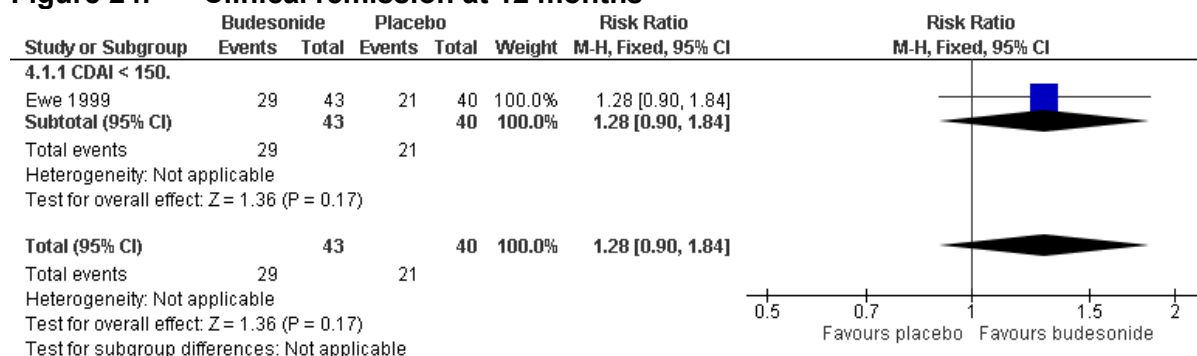 Figure 24: Clinical remission at 12 months
Budesonide Placebo Risk Ratio Risk Ratio
Study or Subgroup Events Total Events Total Weight M-H, Fixed, 95% CI M-H, Fixed, 95% CI
4.1.1 CDAI < 150.
Ewe 1999 29 43 21 40 100.0% 1.28 [0.90, 1.84]
Subtotal (95% CI) 43 40 100.0% 1.28 [0.90, 1.84]
Total events 29 21
Heterogeneity: Not applicable
Test for overall effect: Z = 1.36 (P = 0.17)
Total (95% CI) 43 40 100.0% 1.28 [0.90, 1.84]
Total events 29 21
Heterogeneity: Not applicable
Test for overall effect: Z = 1.36 (P = 0.17)
Test for subgroup differences: Not applicable
0.5 0.7 1 1.5 2
Favours placebo Favours budesonide